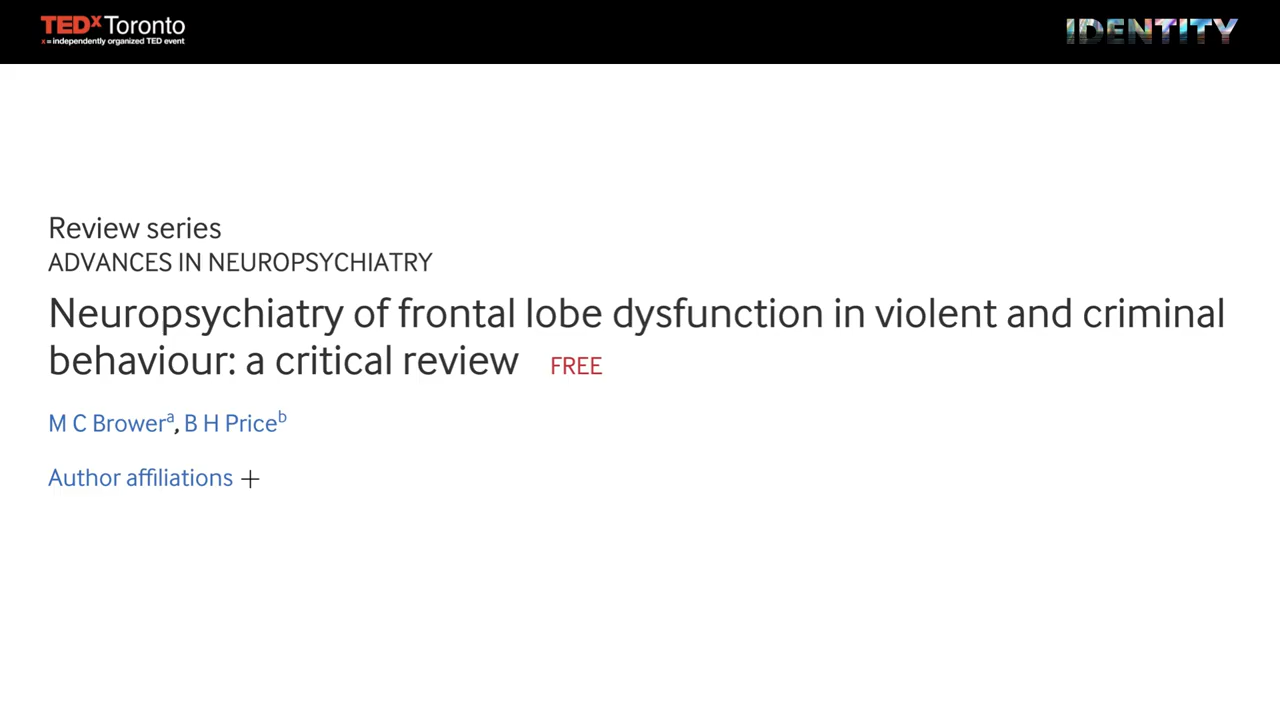 TEDxToronto
x = independently organized TED event
IDENTITY
Review series
ADVANCES IN NEUROPSYCHIATRY
Neuropsychiatry of frontal lobe dysfunction in violent and criminal
behaviour: a critical review FREE
M C Browerᵃ, B H Priceᵇ
Author affiliations +